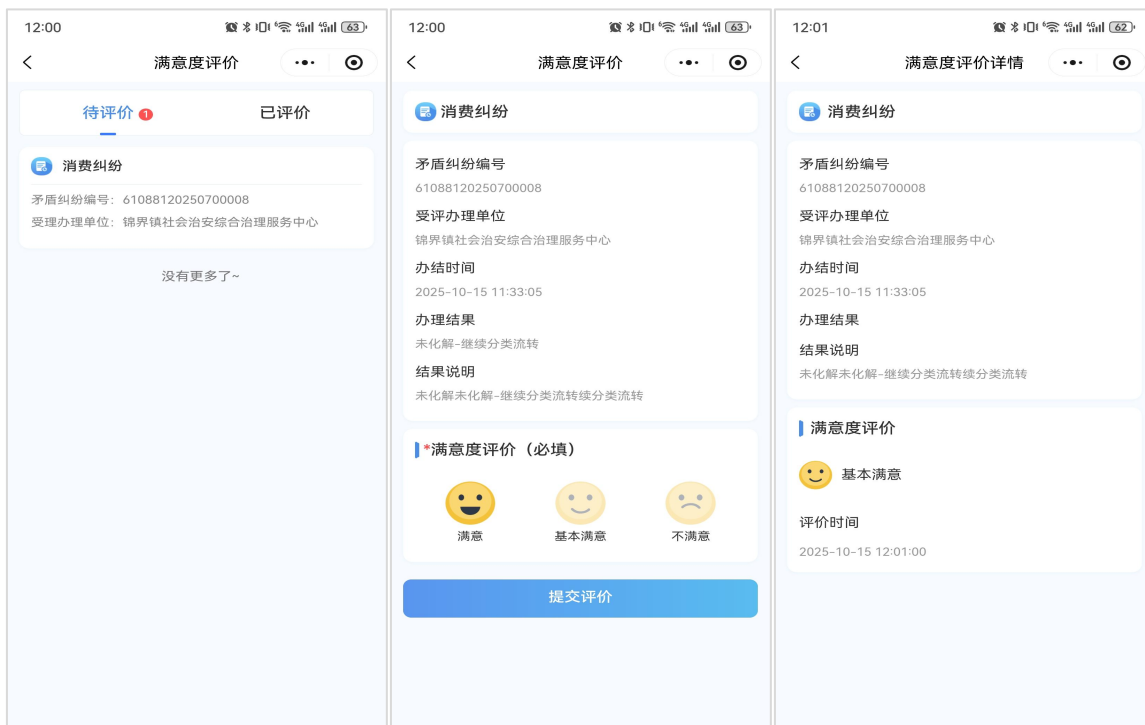 12:00
4G 4G 63
满意度评价
待评价 1
已评价
消费纠纷
矛盾纠纷编号: 61088120250700008
受理办理单位: 锦界镇社会治安综合治理服务中心
没有更多了~
12:00
4G 4G 63
满意度评价
消费纠纷
矛盾纠纷编号
61088120250700008
受评办理单位
锦界镇社会治安综合治理服务中心
办结时间
2025-10-15 11:33:05
办理结果
未化解-继续分类流转
结果说明
未化解未化解-继续分类流转续分类流转
*满意度评价（必填）
满意
基本满意
不满意
提交评价
12:01
4G 4G 62
满意度评价详情
消费纠纷
矛盾纠纷编号
61088120250700008
受评办理单位
锦界镇社会治安综合治理服务中心
办结时间
2025-10-15 11:33:05
办理结果
结果说明
未化解未化解-继续分类流转续分类流转
满意度评价
基本满意
评价时间
2025-10-15 12:01:00